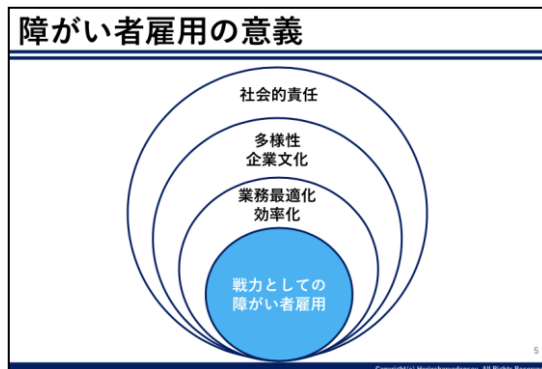 障がい者雇用の意義
社会的責任
多様性
企業文化
業務最適化
効率化
戦力としての
障がい者雇用
5
All Rights